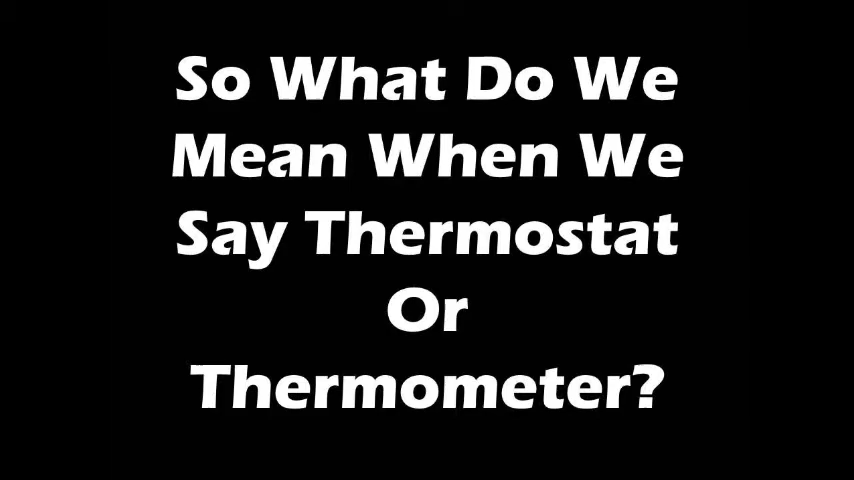 So What Do We
Mean When We
Say Thermostat
Or
Thermometer?